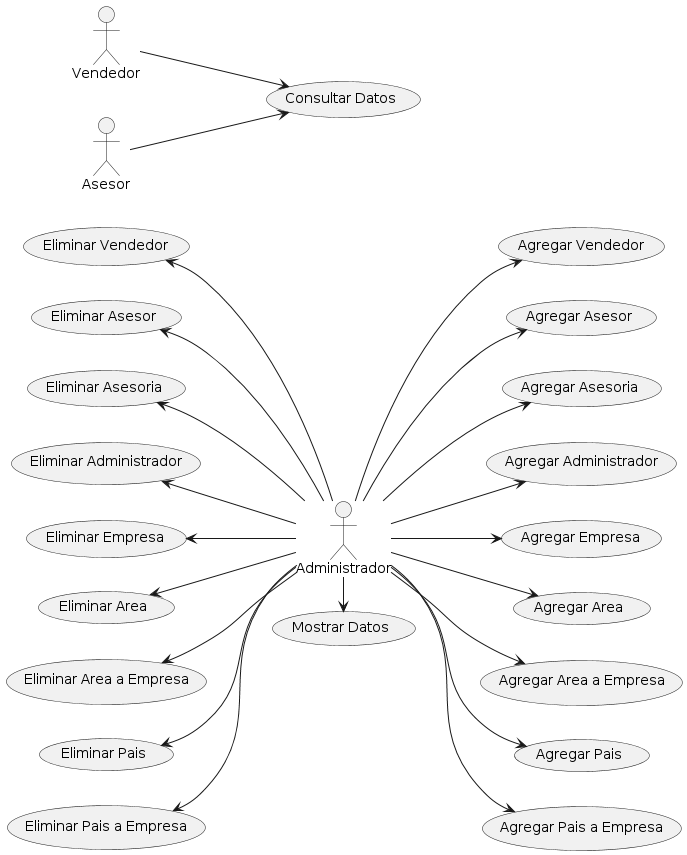 Vendedor
Consultar Datos
Asesor
Eliminar Vendedor
Agregar Vendedor
Eliminar Asesor
Agregar Asesor
Eliminar Asesoria
Agregar Asesoria
Eliminar Administrador
Agregar Administrador
Eliminar Empresa
Agregar Empresa
Administrador
Eliminar Area
Agregar Area
Mostrar Datos
Eliminar Area a Empresa
Agregar Area a Empresa
Eliminar Pais
Agregar Pais
Eliminar Pais a Empresa
Agregar Pais a Empresa